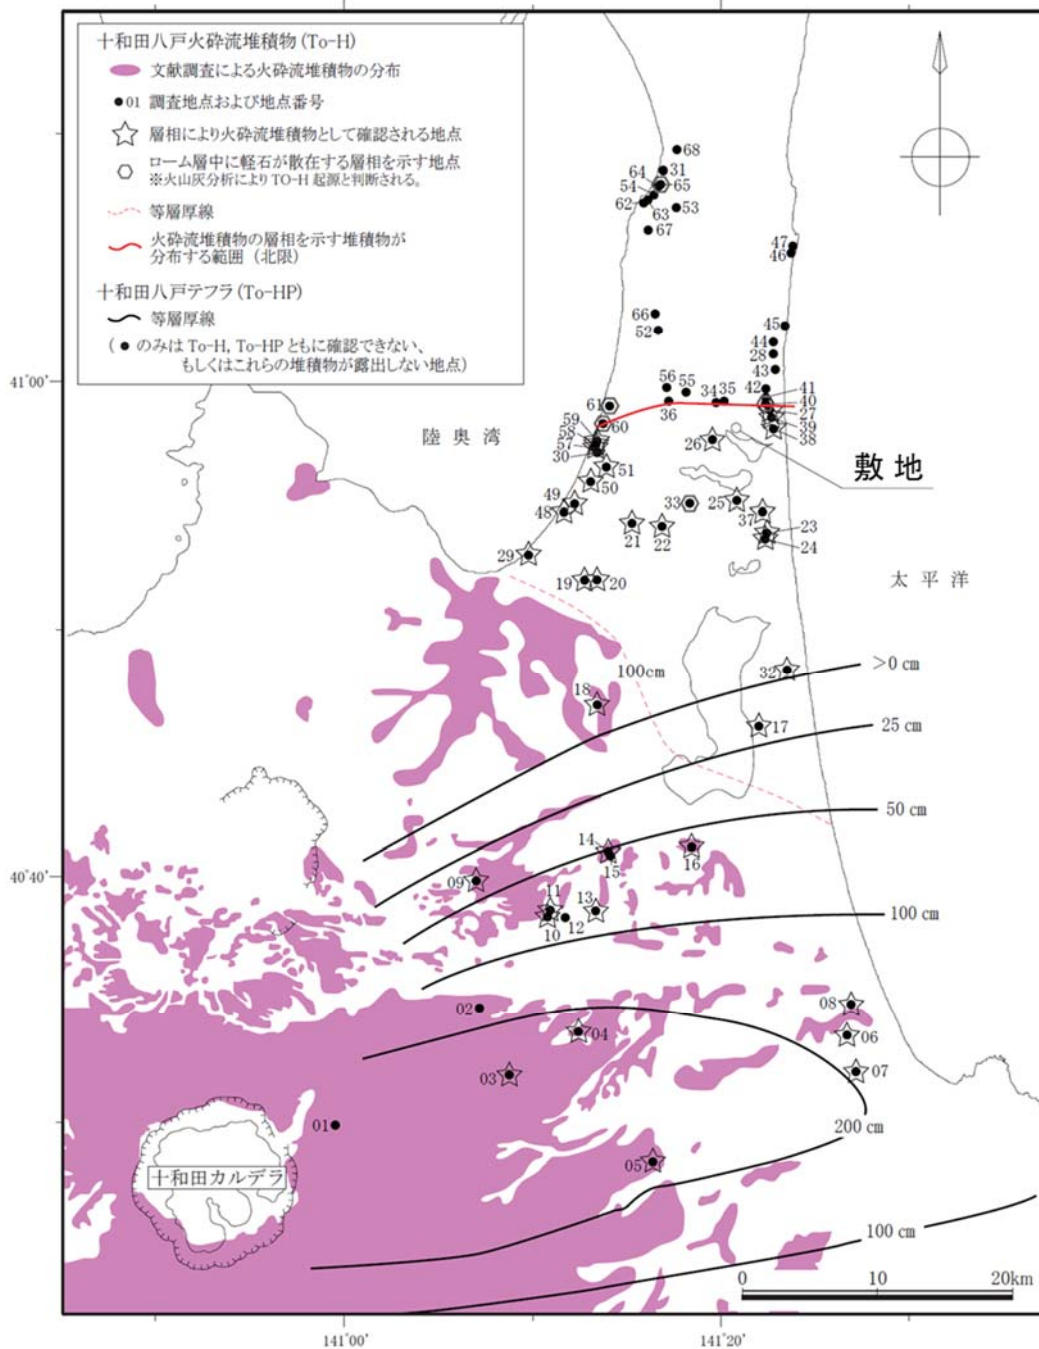 十和田八戸火砕流堆積物(To-H)
文献調査による火砕流堆積物の分布
01 調査地点および地点番号
層相により火砕流堆積物として確認される地点
ローム層中に軽石が散在する層相を示す地点
※火山灰分析によりTO-H 起源と判断される。
等層厚線
火砕流堆積物の層相を示す堆積物が
分布する範囲（北限）
十和田八戸テフラ(To-HP)
等層厚線
（ ● のみは To-H, To-HP ともに確認できない、
もしくはこれらの堆積物が露出しない地点）
68
31
64
65
54
62
63
53
67
47
46
66
52
45
44
28
43
41°00'
56
55
42
41
34 35
40
61
36
27
60
39
59
38
58
26
57
30
陸奥湾
敷地
51
50
49
33
25
48
37
23
21
22
24
29
太平洋
19
20
100cm
32
>0 cm
18
17
25 cm
50 cm
14
15
16
40°40'
09
11
13
10
12
100 cm
02
08
04
06
03
07
01
200 cm
05
十和田カルデラ
100 cm
0 10 20km
141°00' 141°20'